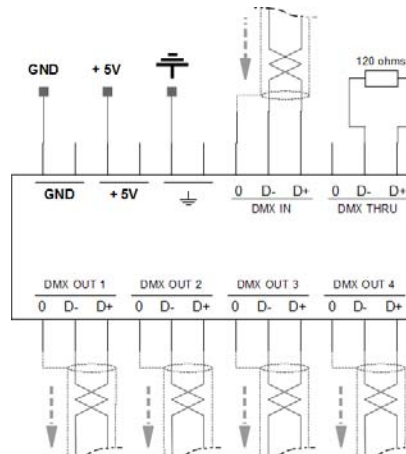 120 ohms
GND + 5V
0 D- D+ 0 D- D+
GND + 5V DMX IN DMX THRU
DMX OUT 1 DMX OUT 2 DMX OUT 3 DMX OUT 4
0 D- D+ 0 D- D+ 0 D- D+ 0 D- D+